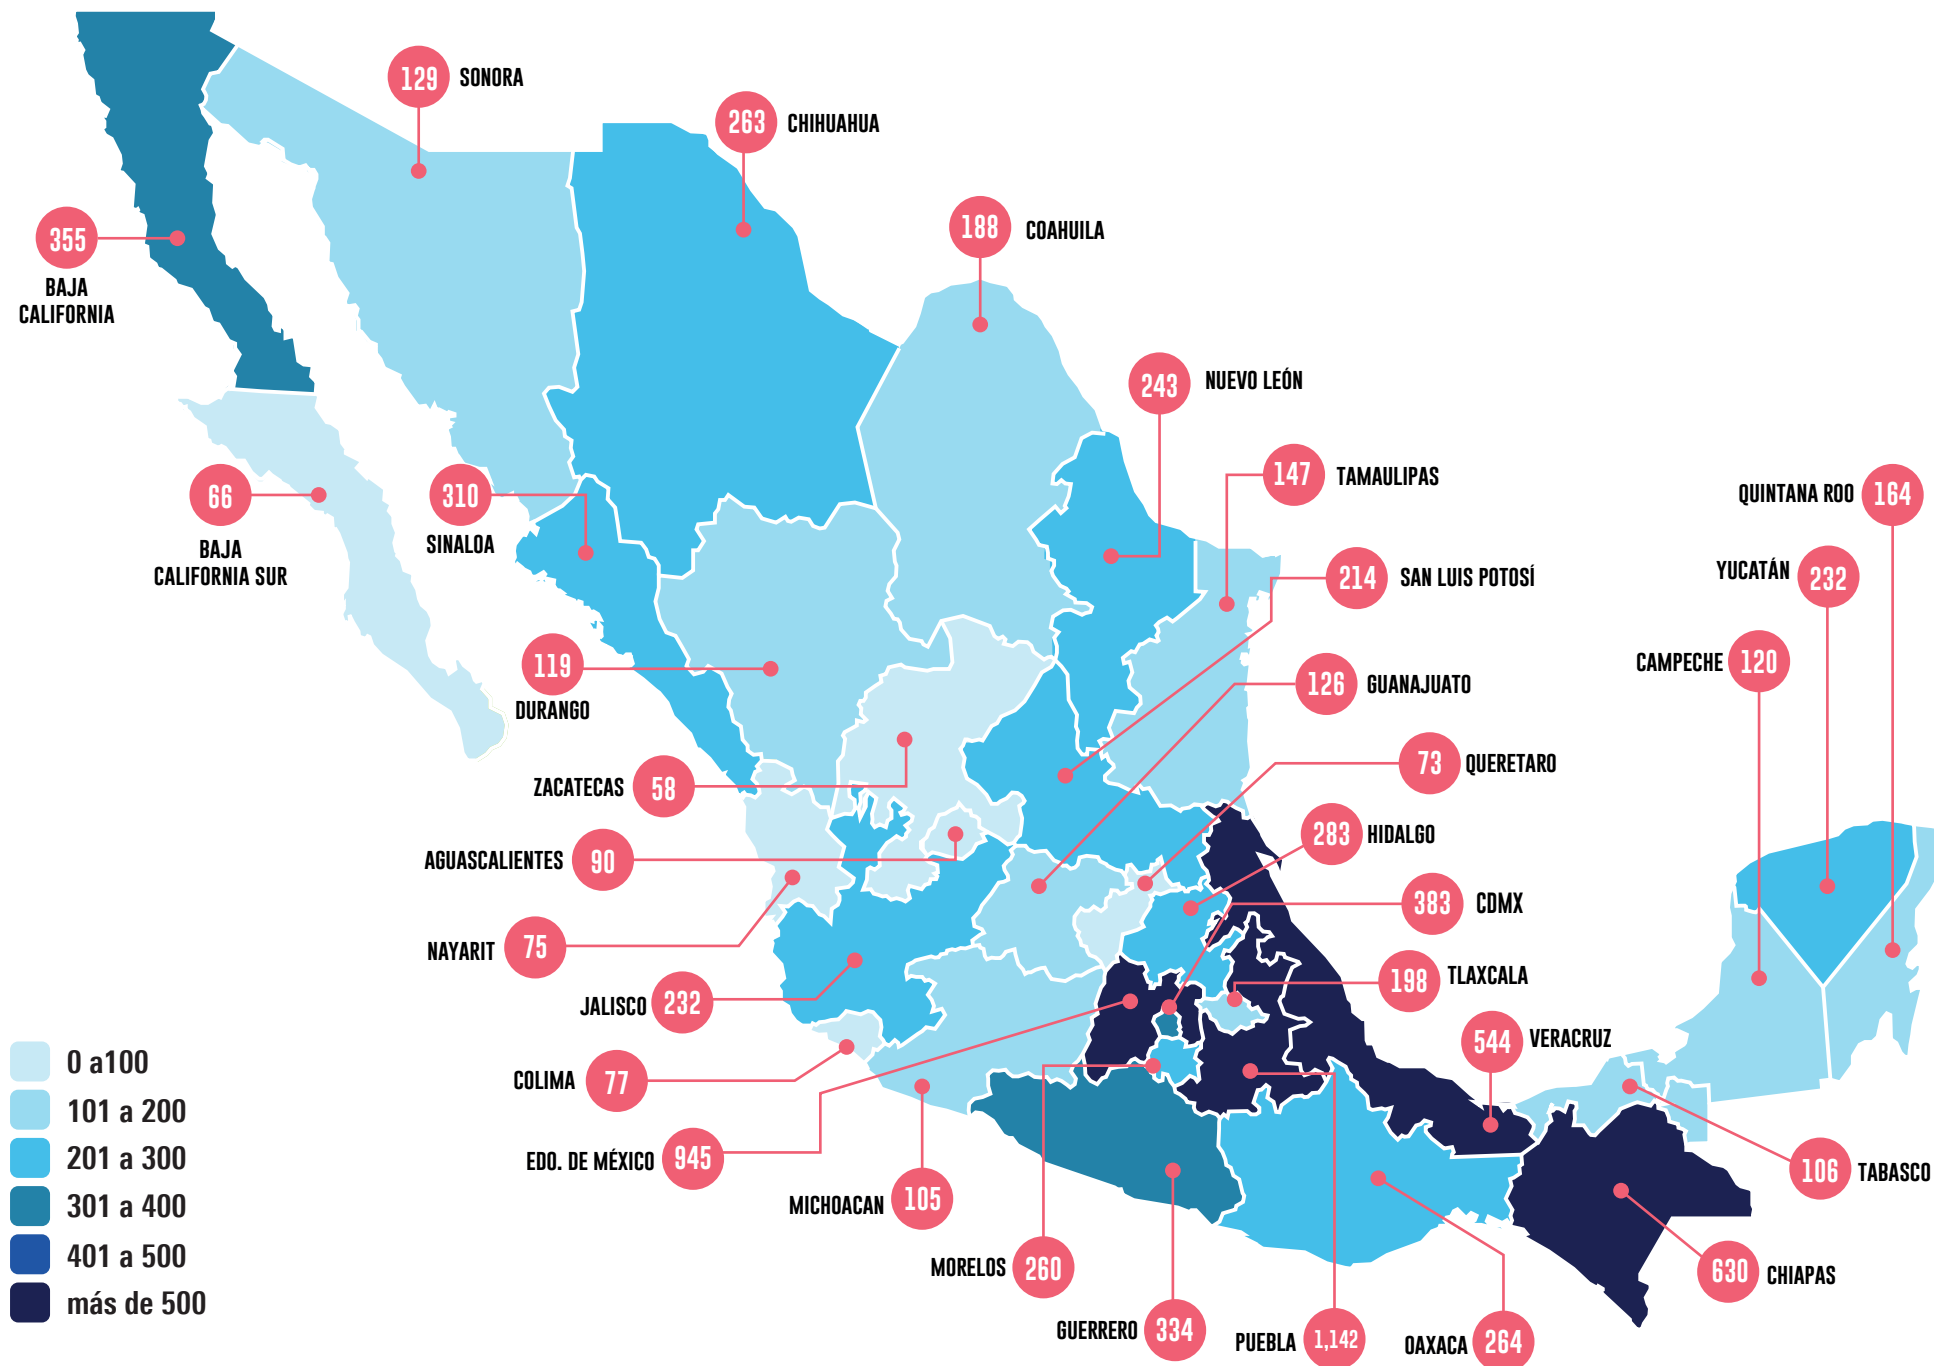 129 SONORA
263 CHIHUAHUA
188 COAHUILA
355
BAJA
CALIFORNIA
243 NUEVO LEÓN
147 TAMAULIPAS
QUINTANA ROO 164
66
BAJA
CALIFORNIA SUR
310
SINALOA
214 SAN LUIS POTOSÍ
YUCATÁN 232
119
DURANGO
126 GUANAJUATO
CAMPECHE 120
ZACATECAS 58
73 QUERETARO
AGUASCALIENTES 90
283 HIDALGO
NAYARIT 75
383 CDMX
JALISCO 232
198 TLAXCALA
COLIMA 77
544 VERACRUZ
EDO. DE MÉXICO 945
MICHOACAN 105
106 TABASCO
MORELOS 260
630 CHIAPAS
GUERRERO 334
PUEBLA 1,142
OAXACA 264
0 a100
101 a 200
201 a 300
301 a 400
401 a 500
más de 500